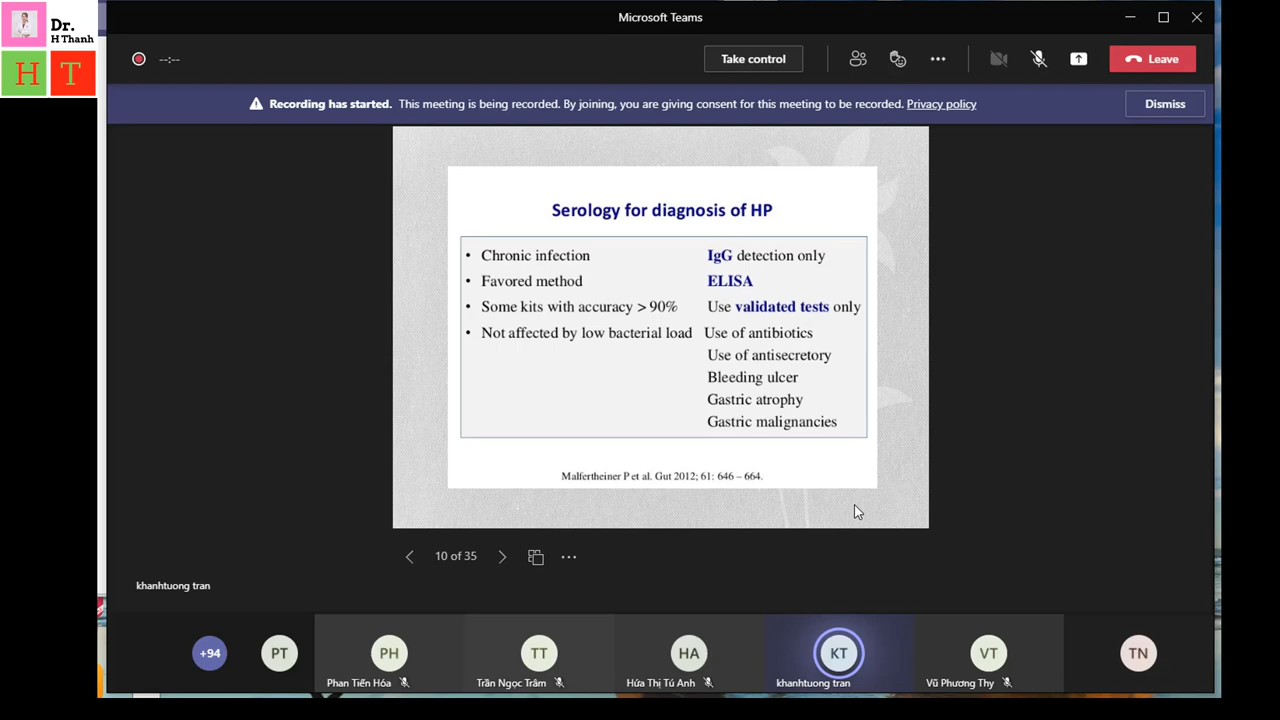 Dr.
H Thanh
H T
Microsoft Teams
--:--
Take control
Leave
Recording has started. This meeting is being recorded. By joining, you are giving consent for this meeting to be recorded. Privacy policy
Dismiss
Serology for diagnosis of HP
• Chronic infection IgG detection only
• Favored method ELISA
• Some kits with accuracy > 90% Use validated tests only
• Not affected by low bacterial load Use of antibiotics
Use of antisecretory
Bleeding ulcer
Gastric atrophy
Gastric malignancies
Malfertheiner P et al. Gut 2012; 61: 646 – 664.
10 of 35
khanhtuong tran
+94 PT PH TT HA KT VT TN
Phan Tiến Hóa Trần Ngọc Trâm Hứa Thị Tú Anh khanhtuong tran Vũ Phương Thy